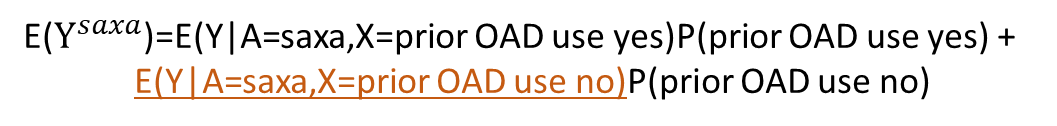 E(Y^saxa)=E(Y|A=saxa,X=prior OAD use yes)P(prior OAD use yes) +
E(Y|A=saxa,X=prior OAD use no)P(prior OAD use no)